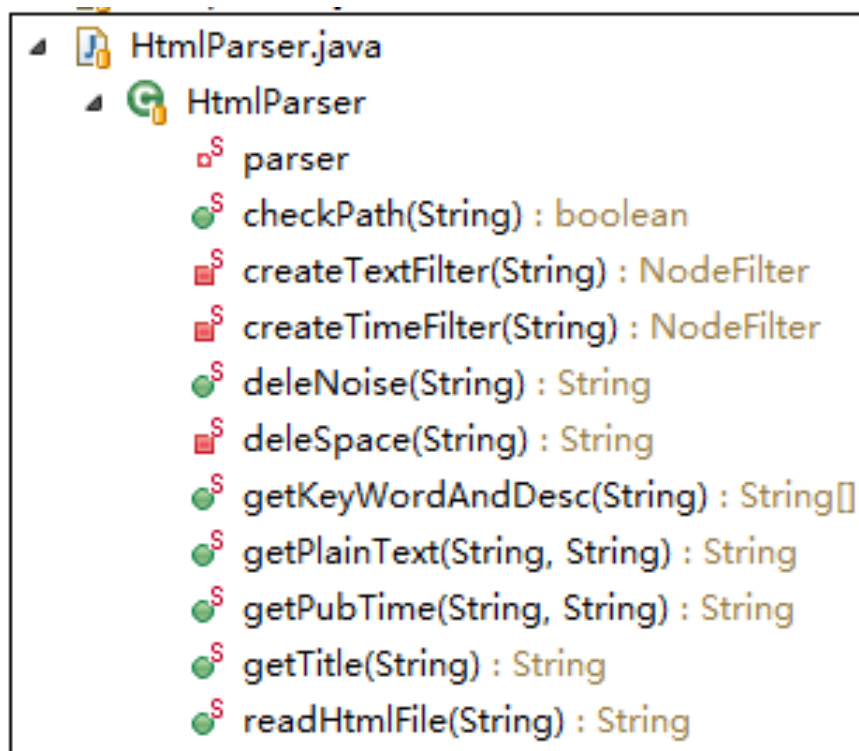 HtmlParser.java
HtmlParser
S parser
S checkPath(String) : boolean
S createTextFilter(String) : NodeFilter
S createTimeFilter(String) : NodeFilter
S deleNoise(String) : String
S deleSpace(String) : String
S getKeyWordAndDesc(String) : String[]
S getPlainText(String, String) : String
S getPubTime(String, String) : String
S getTitle(String) : String
S readHtmlFile(String) : String